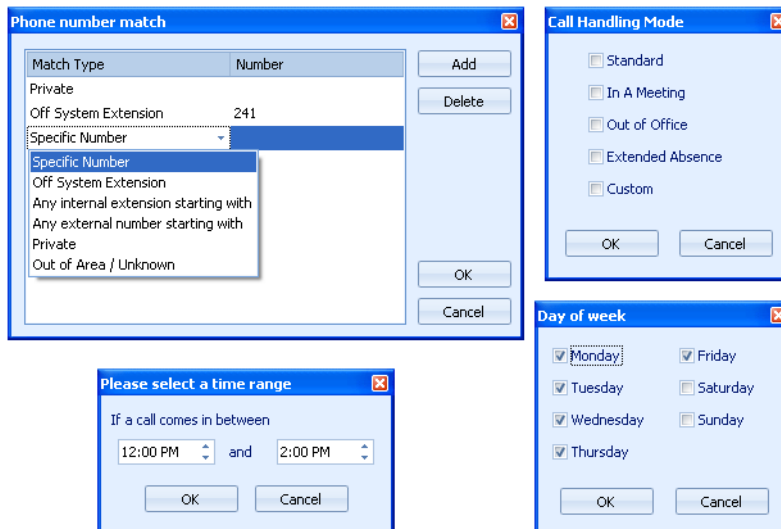 Phone number match
Match Type Number
Private
Off System Extension 241
Specific Number
Specific Number
Off System Extension
Any internal extension starting with
Any external number starting with
Private
Out of Area / Unknown
Add
Delete
OK
Cancel
Call Handling Mode
Standard
In A Meeting
Out of Office
Extended Absence
Custom
OK Cancel
Please select a time range
If a call comes in between
12:00 PM and 2:00 PM
OK Cancel
Day of week
Monday Friday
Tuesday Saturday
Wednesday Sunday
Thursday
OK Cancel